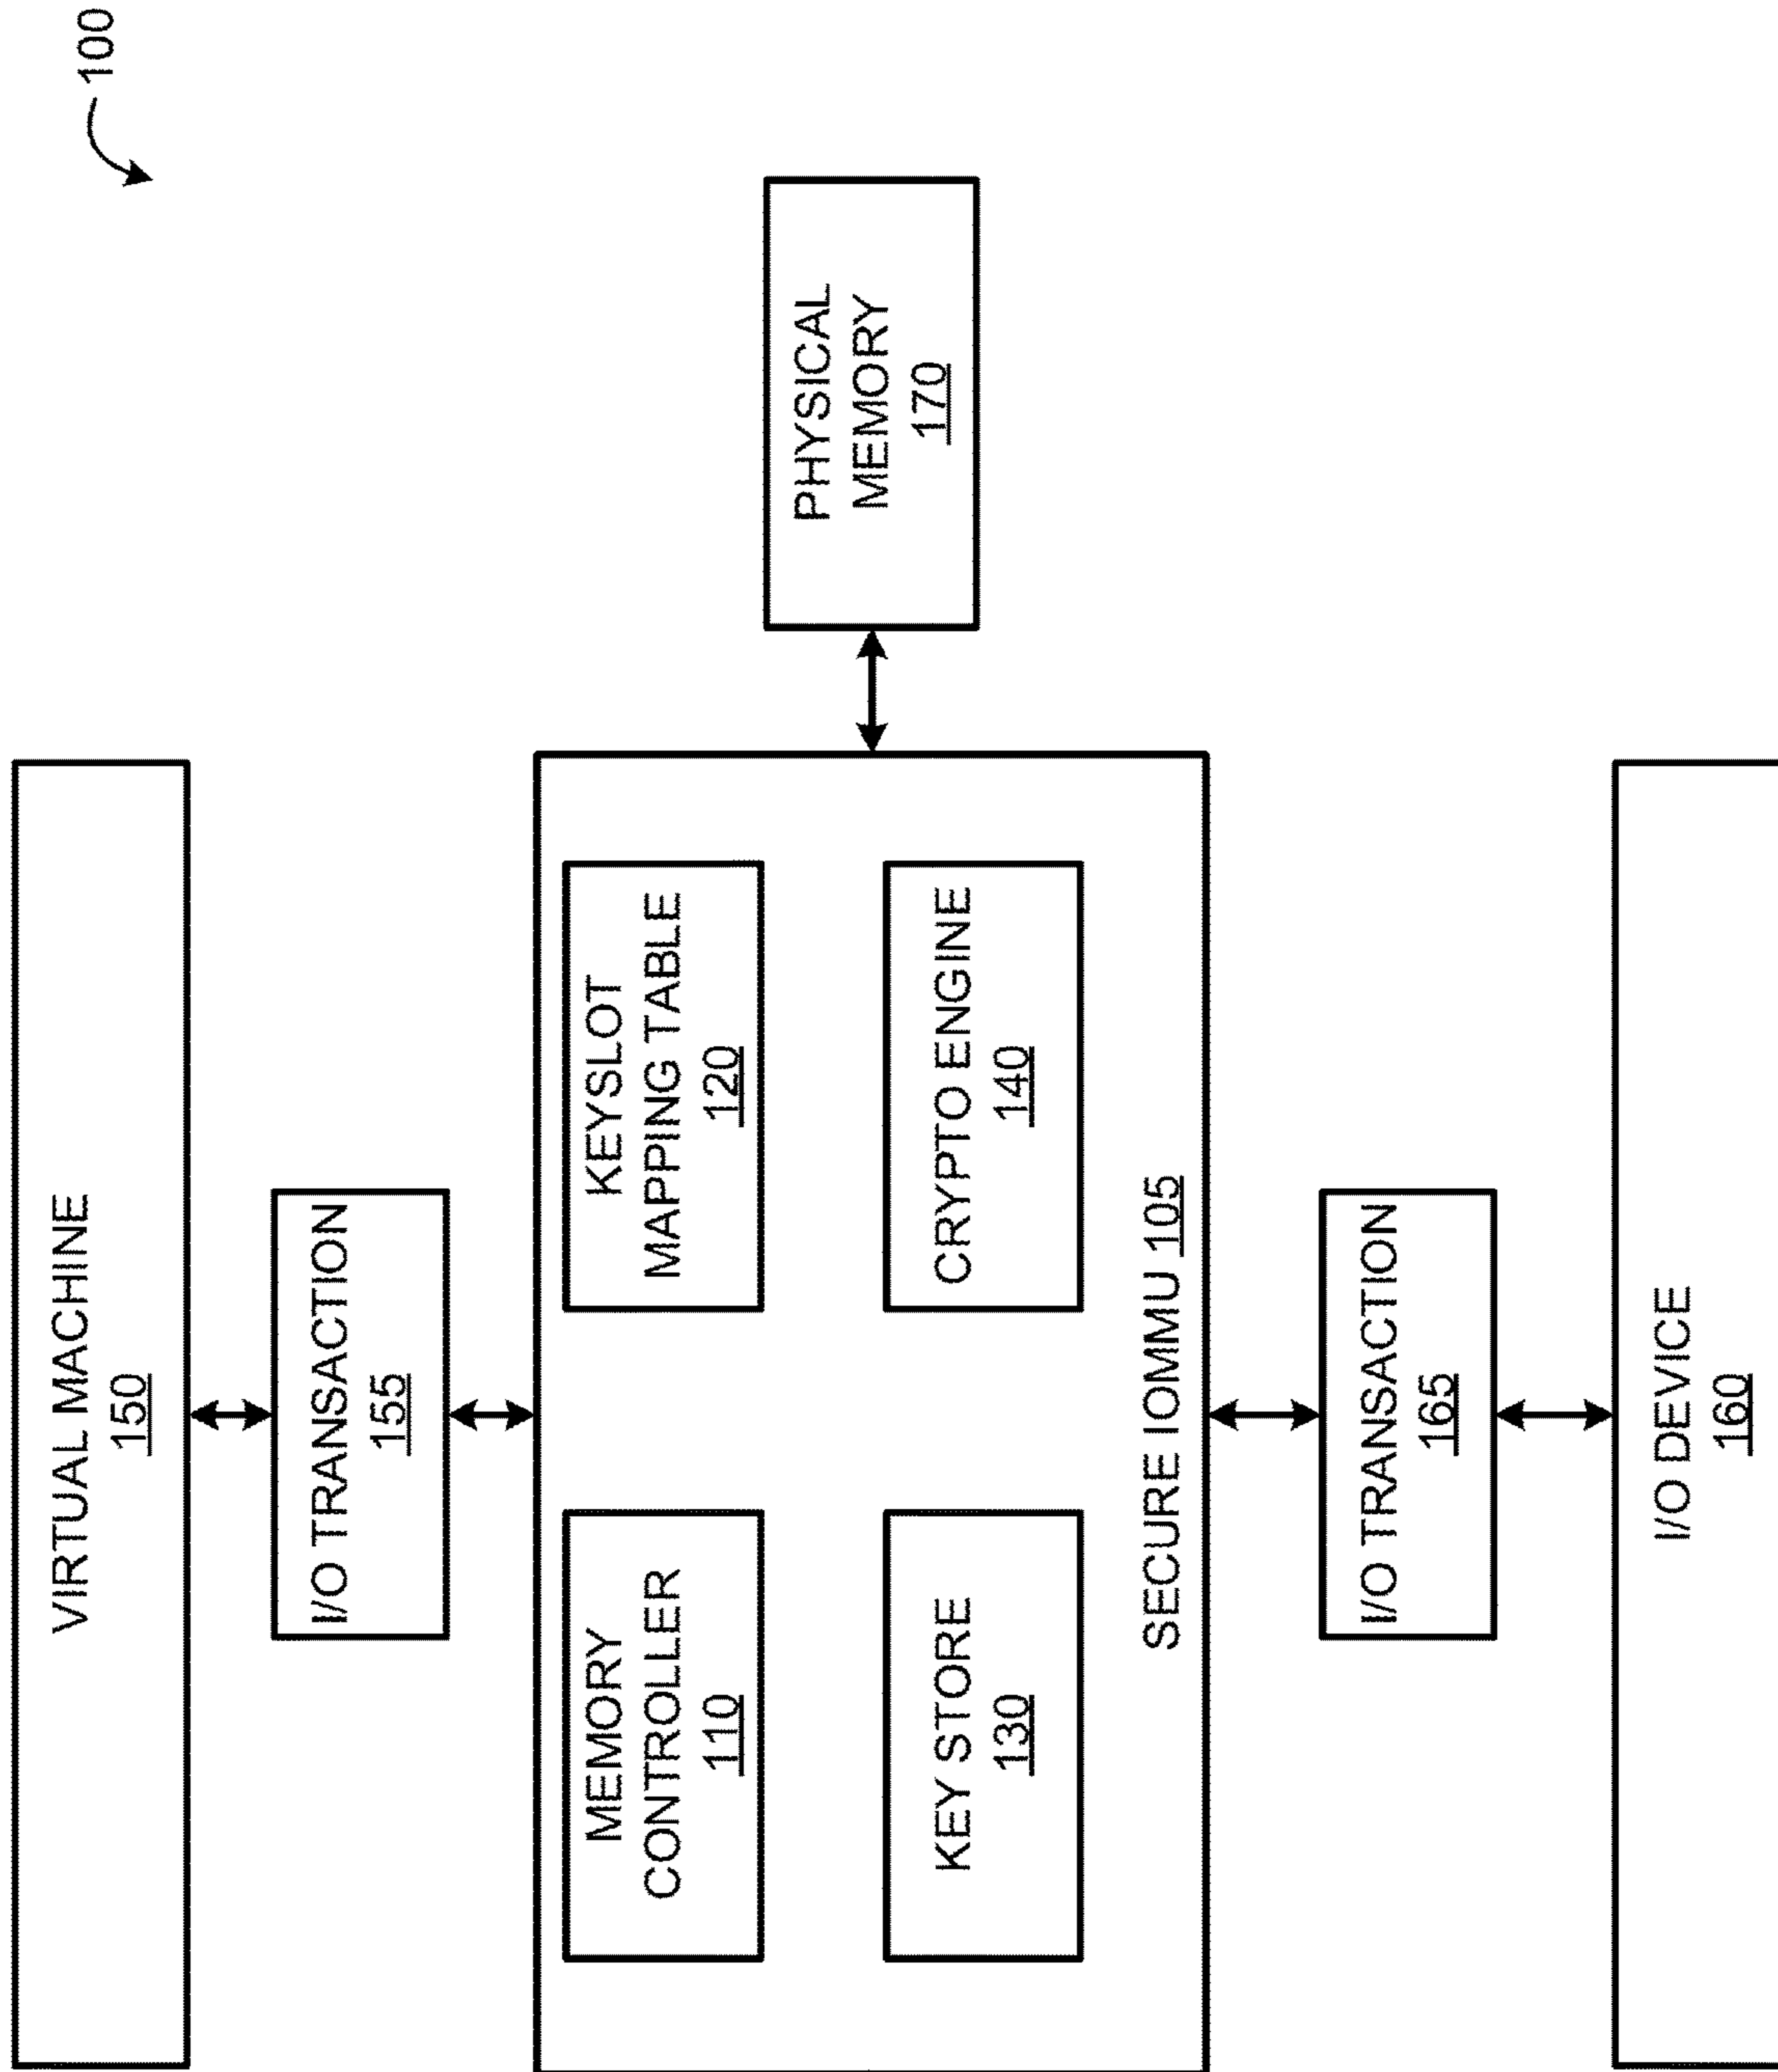 100
VIRTUAL MACHINE
150
I/O TRANSACTION
155
MEMORY
CONTROLLER
110
KEYSLOT
MAPPING TABLE
120
KEY STORE
130
CRYPTO ENGINE
140
SECURE IOMMU 105
PHYSICAL
MEMORY
170
I/O TRANSACTION
165
I/O DEVICE
160